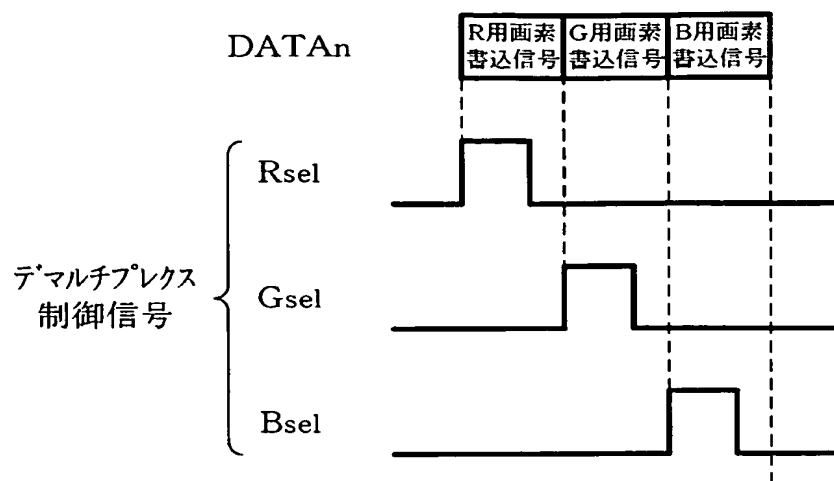 DATAn
R用画素
書込信号
G用画素
書込信号
B用画素
書込信号
Rsel
デマルチプレクス
制御信号
Gsel
Bsel